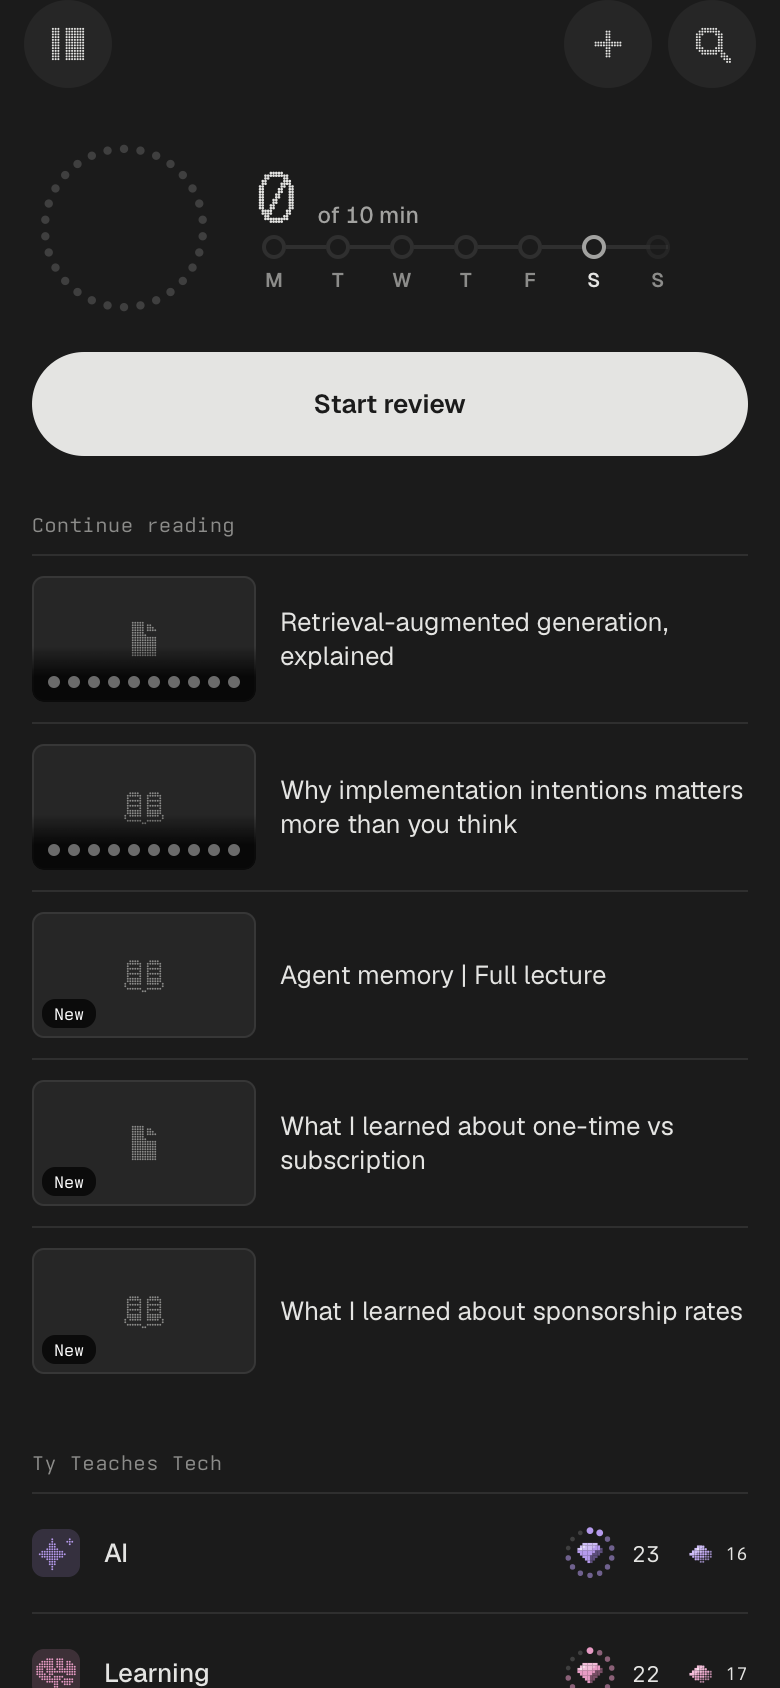 0 of 10 min
M T W T F S S
Start review
Continue reading
Retrieval-augmented generation,
explained
Why implementation intentions matters
more than you think
Agent memory | Full lecture
New
What I learned about one-time vs
subscription
New
What I learned about sponsorship rates
New
Ty Teaches Tech
AI 23 16
Learning 22 17